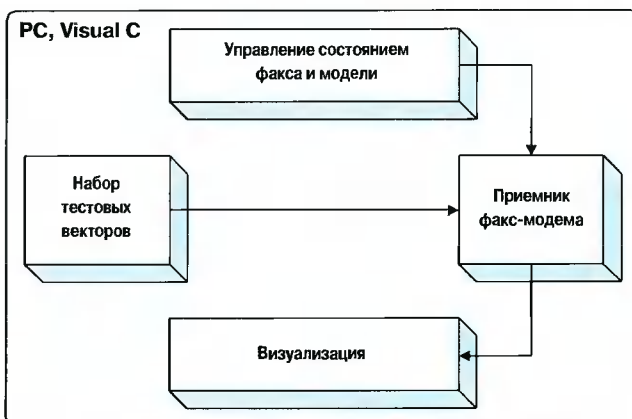 PC, Visual C
Управление состоянием
факса и модели
Набор
тестовых
векторов
Приемник
факс-модема
Визуализация